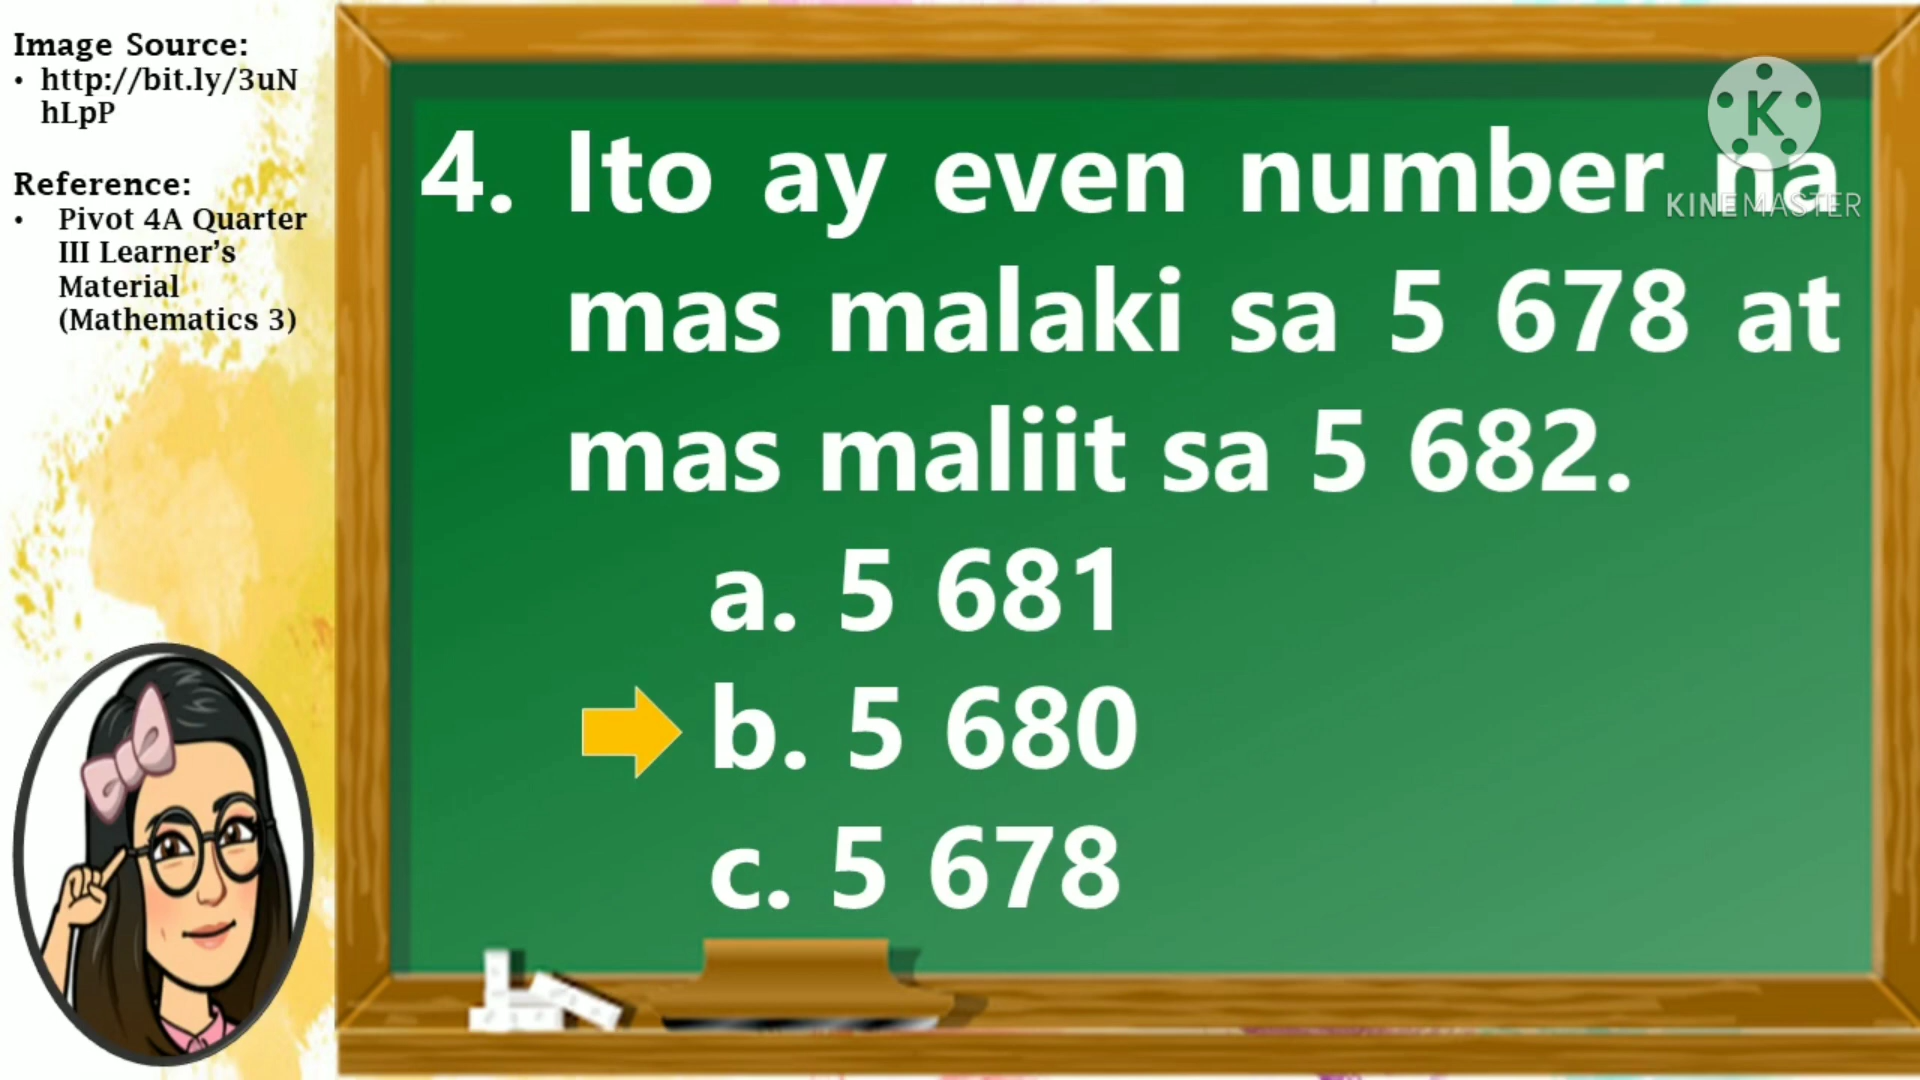 Image Source:
• http://bit.ly/3uN
hLpP
Reference:
• Pivot 4A Quarter
III Learner's
Material
(Mathematics 3)
4. Ito ay even number na
mas malaki sa 5 678 at
mas maliit sa 5 682.
a. 5 681
b. 5 680
c. 5 678
K
KINEMASTER